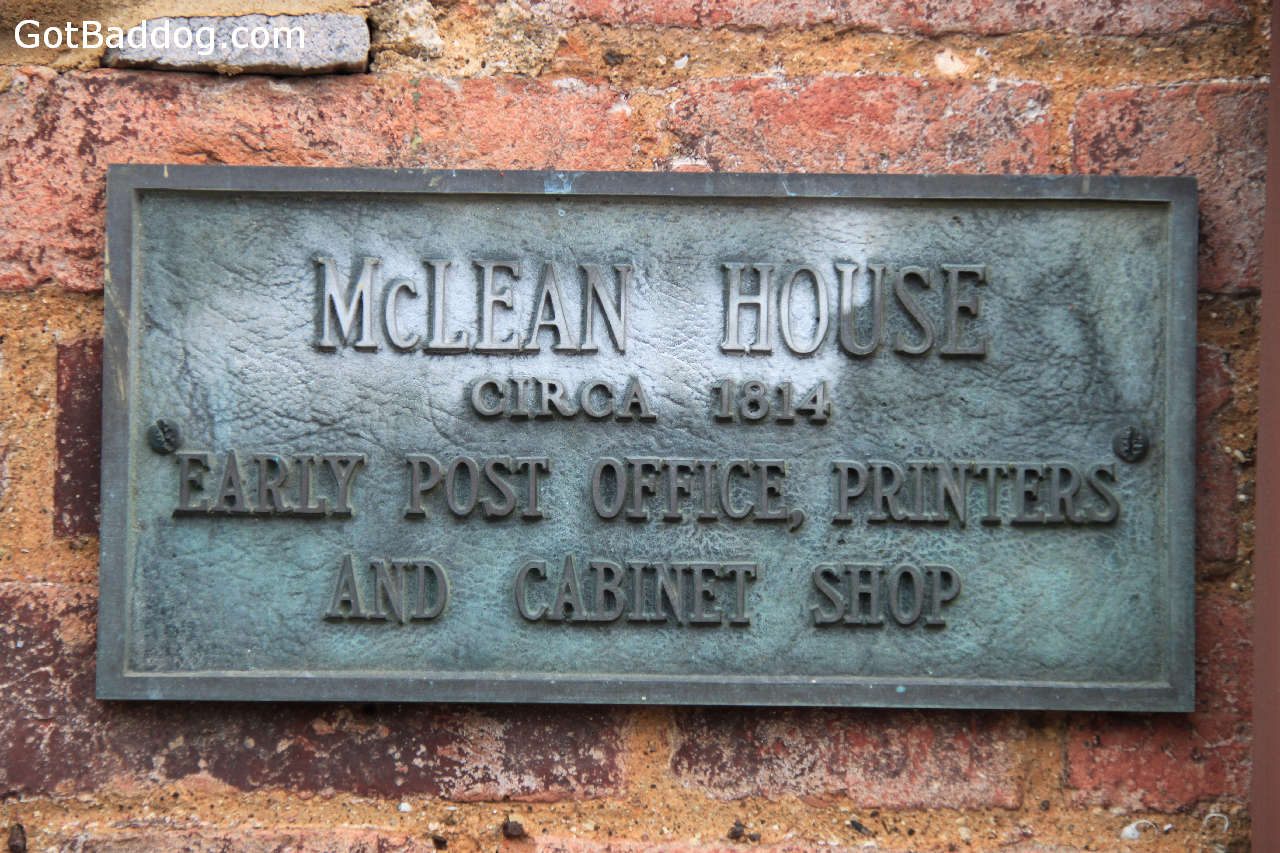 GotBaddog.com
McLEAN HOUSE
CIRCA 1814
EARLY POST OFFICE, PRINTERS
AND CABINET SHOP